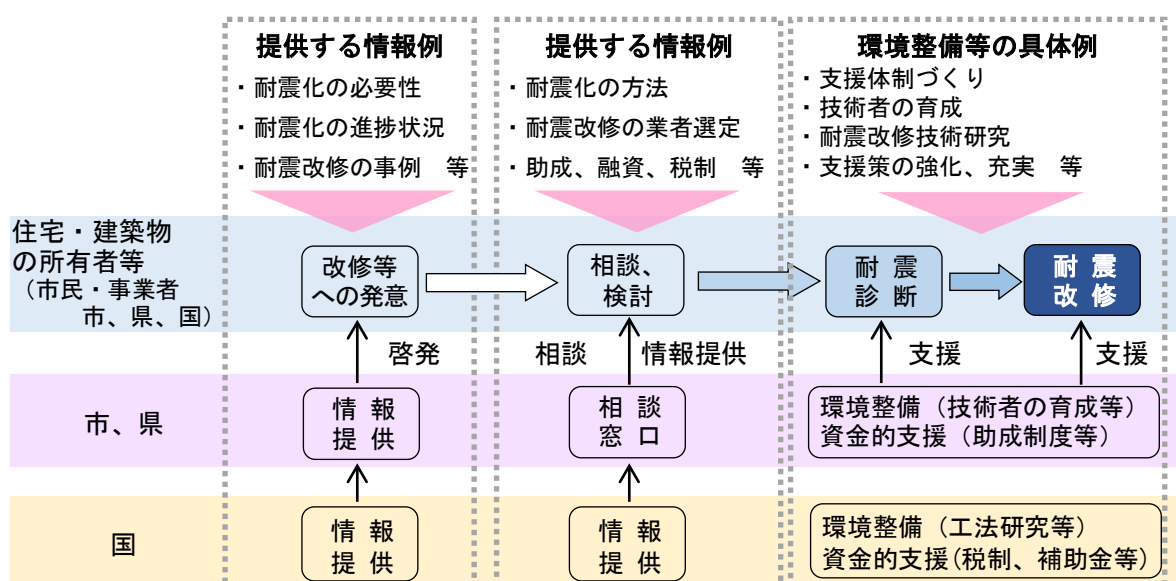 提供する情報例
・耐震化の必要性
・耐震化の進捗状況
・耐震改修の事例　等
提供する情報例
・耐震化の方法
・耐震改修の業者選定
・助成、融資、税制　等
環境整備等の具体例
・支援体制づくり
・技術者の育成
・耐震改修技術研究
・支援策の強化、充実　等
住宅・建築物
の所有者等
（市民・事業者
市、県、国）
改修等
への発意
相談、
検討
耐 震
診 断
耐 震
改 修
啓発
相談
情報提供
支援
支援
市、県
情 報
提 供
相 談
窓 口
環境整備（技術者の育成等）
資金的支援（助成制度等）
国
情 報
提 供
情 報
提 供
環境整備（工法研究等）
資金的支援(税制、補助金等)